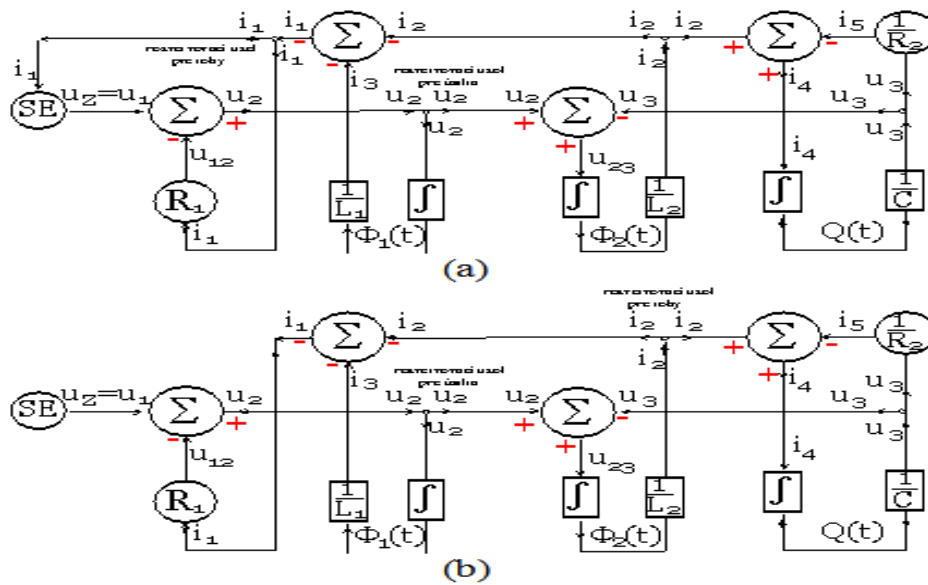 i₁ i₁ i₂ i₂ i₂ i₅ 1/R₂
Σ Σ
i₁ i₁ i₃ i₂ i₄ u₃
SE u_Z=u₁ Σ u₂ u₂ u₂ u₂ Σ u₃ u₃
u₁₂ u₂ u₂₃ i₄ u₃
R₁ 1/L₁ ∫ ∫ 1/L₂ ∫ 1/C
i₁ Φ₁(t) Φ₂(t) Q(t)
(a)
i₁ i₂ i₂ i₂ i₅ 1/R₂
Σ Σ
i₃ i₂ i₄ u₃
SE u_Z=u₁ Σ u₂ u₂ u₂ u₂ Σ u₃ u₃
u₁₂ u₂ u₂₃ i₄ u₃
R₁ 1/L₁ ∫ ∫ 1/L₂ ∫ 1/C
i₁ Φ₁(t) Φ₂(t) Q(t)
(b)